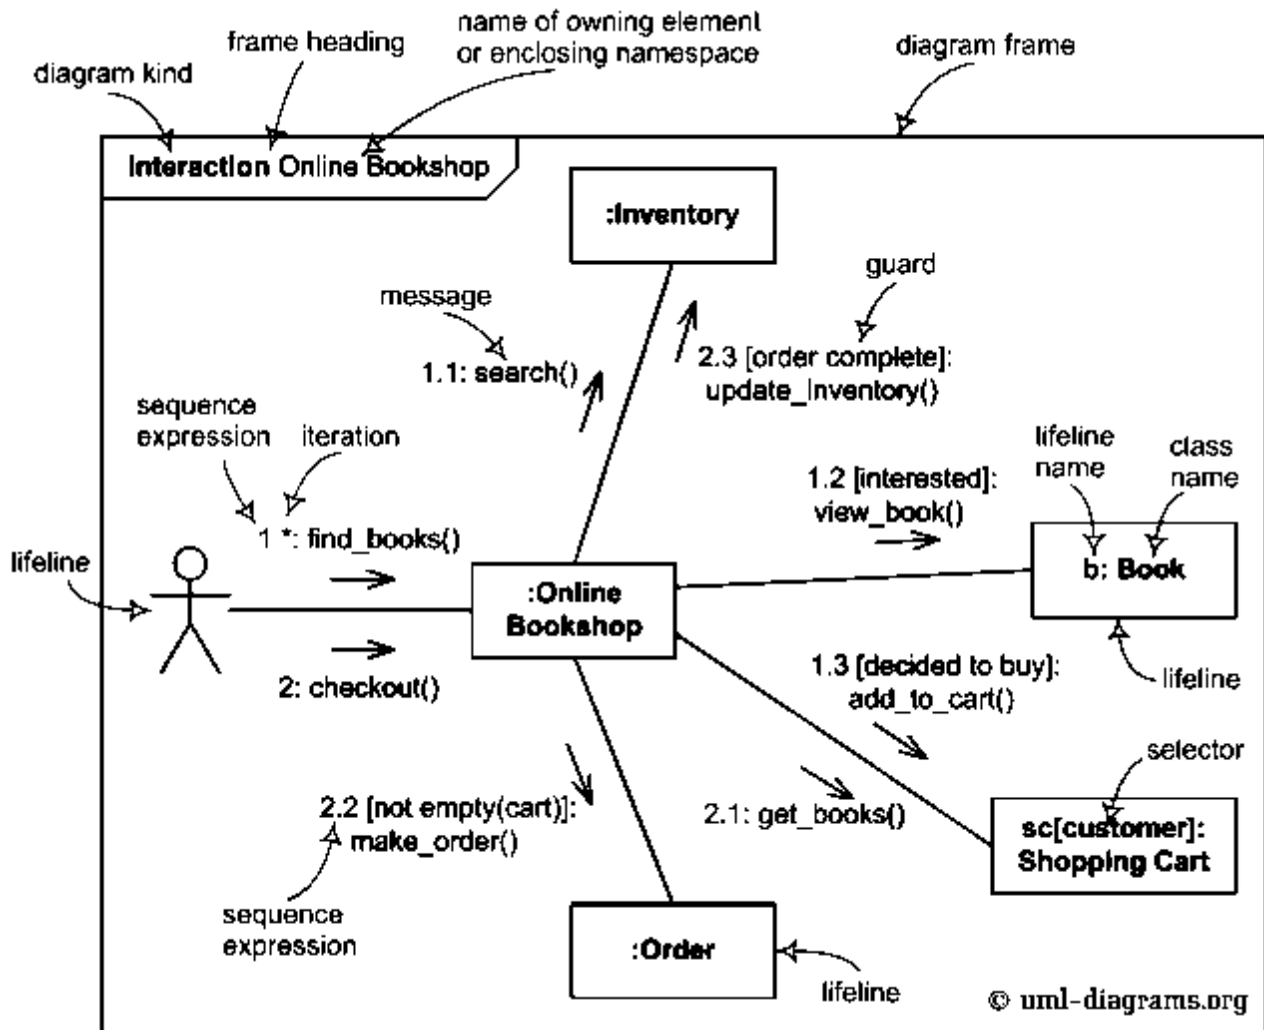 name of owning element
or enclosing namespace
frame heading
diagram frame
diagram kind
Interaction Online Bookshop
:Inventory
guard
message
2.3 [order complete]:
update_inventory()
1.1: search()
sequence
expression
iteration
lifeline
name
class
name
1.2 [interested]:
view_book()
1 *: find_books()
lifeline
b: Book
:Online
Bookshop
2: checkout()
1.3 [decided to buy]:
add_to_cart()
lifeline
selector
2.2 [not empty(cart)]:
make_order()
2.1: get_books()
sc[customer]:
Shopping Cart
sequence
expression
:Order
lifeline
© uml-diagrams.org